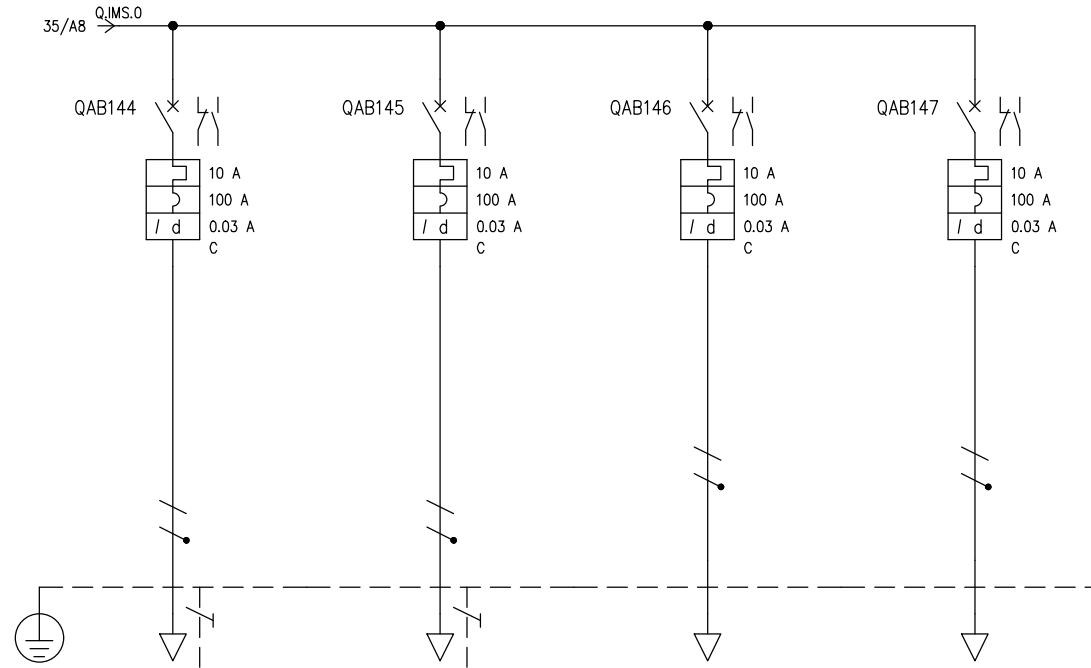 Q.IMS.0
35/A8
QAB144
QAB145
QAB146
QAB147
10 A
10 A
10 A
10 A
100 A
100 A
100 A
100 A
I d
0.03 A
I d
0.03 A
I d
0.03 A
I d
0.03 A
C
C
C
C